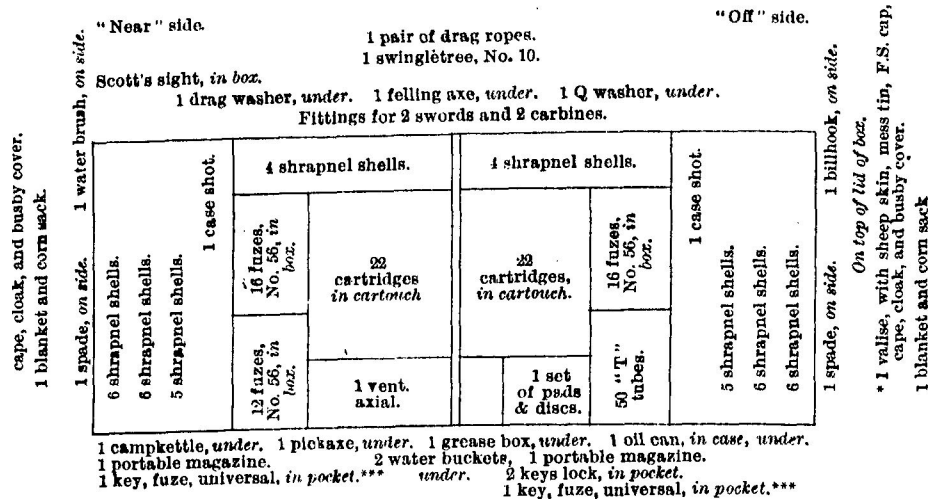 "Near" side.
"Off" side.
1 pair of drag ropes.
1 swingletree, No. 10.
Scott's sight, in box.
1 drag washer, under. 1 felling axe, under. 1 Q washer, under.
Fittings for 2 swords and 2 carbines.
cape, cloak, and busby cover.
1 blanket and corn sack.
1 spade, on side. 1 water brush, on side.
6 shrapnel shells.
6 shrapnel shells.
5 shrapnel shells.
1 case shot.
4 shrapnel shells.
16 fuzes,
No. 56, in
box.
22
cartridges
in cartouch
12 fuzes,
No. 56, in
box.
1 vent.
axial.
4 shrapnel shells.
22
cartridges,
in cartouch.
16 fuzes,
No. 56, in
box.
1 set
of pads
& discs.
50 "T"
tubes.
1 case shot.
5 shrapnel shells.
6 shrapnel shells.
6 shrapnel shells.
1 spade, on side. 1 billhook, on side.
On top of lid of box.
*1 valise, with sheep skin, mess tin, F.S. cap,
cape, cloak, and busby cover.
1 blanket and corn sack
1 campkettle, under. 1 pickaxe, under. 1 grease box, under. 1 oil can, in case, under.
1 portable magazine. 2 water buckets, 1 portable magazine.
1 key, fuze, universal, in pocket.*** under. 2 keys lock, in pocket.
1 key, fuze, universal, in pocket.***